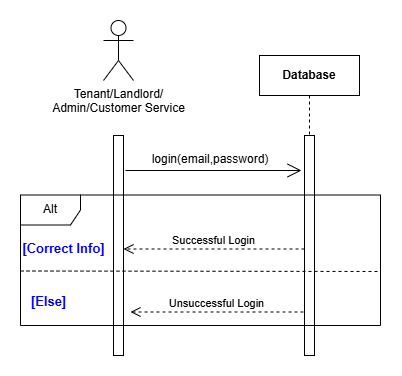 Database
Tenant/Landlord/
Admin/Customer Service
login(email,password)
Alt
[Correct Info]
Successful Login
[Else]
Unsuccessful Login